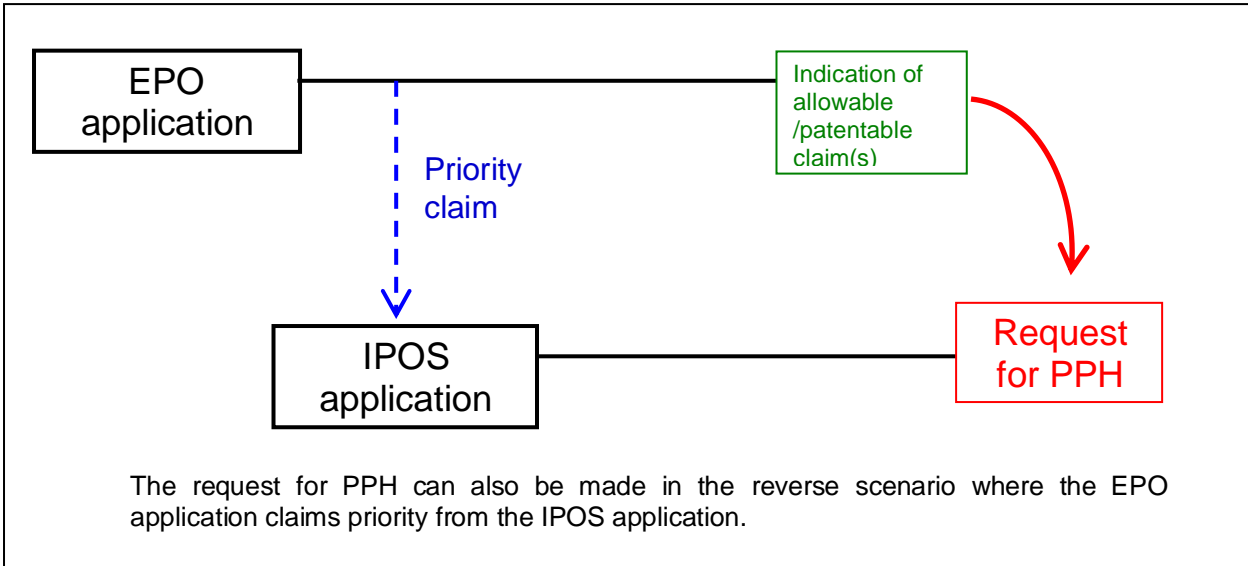 EPO
application
Indication of
allowable
/patentable
claim(s)
Priority
claim
IPOS
application
Request
for PPH
The request for PPH can also be made in the reverse scenario where the EPO
application claims priority from the IPOS application.